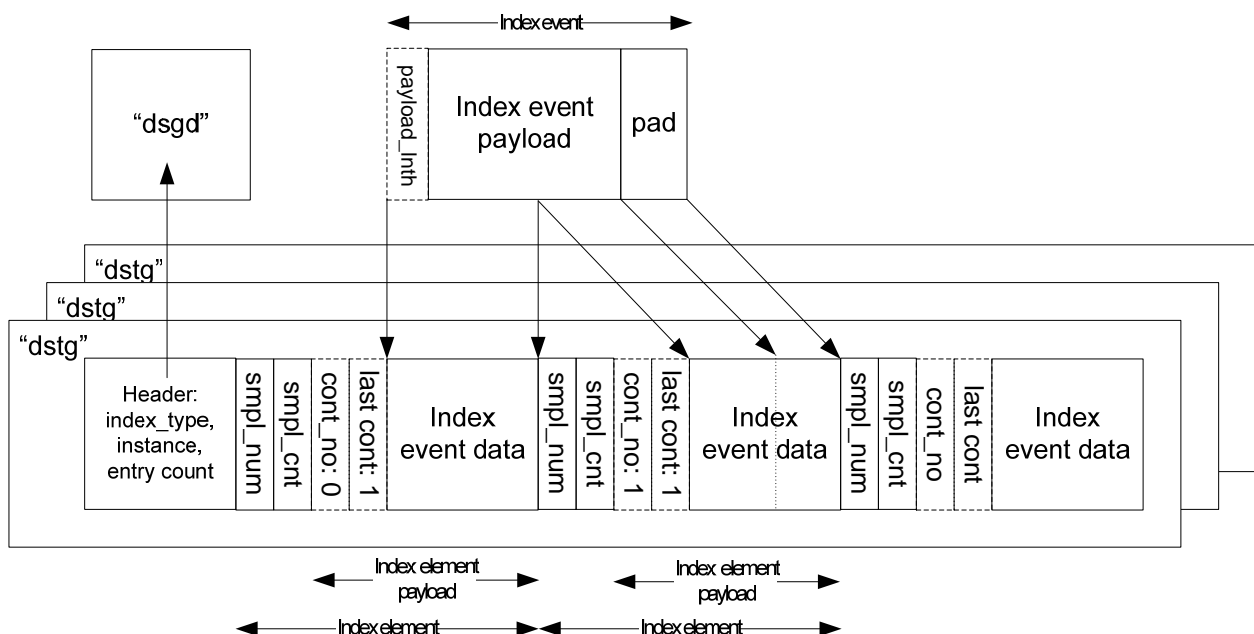 Index event
“dsgd”
payload_lnth
Index event
payload
pad
“dstg”
“dstg”
“dstg”
Header:
index_type,
instance,
entry count
smpl_num
smpl_cnt
cont_no: 0
last cont: 1
Index
event data
smpl_num
smpl_cnt
cont_no: 1
last cont: 1
Index
event data
smpl_num
smpl_cnt
cont_no
last cont
Index
event data
Index element
payload
Index element
payload
Index element
Index element